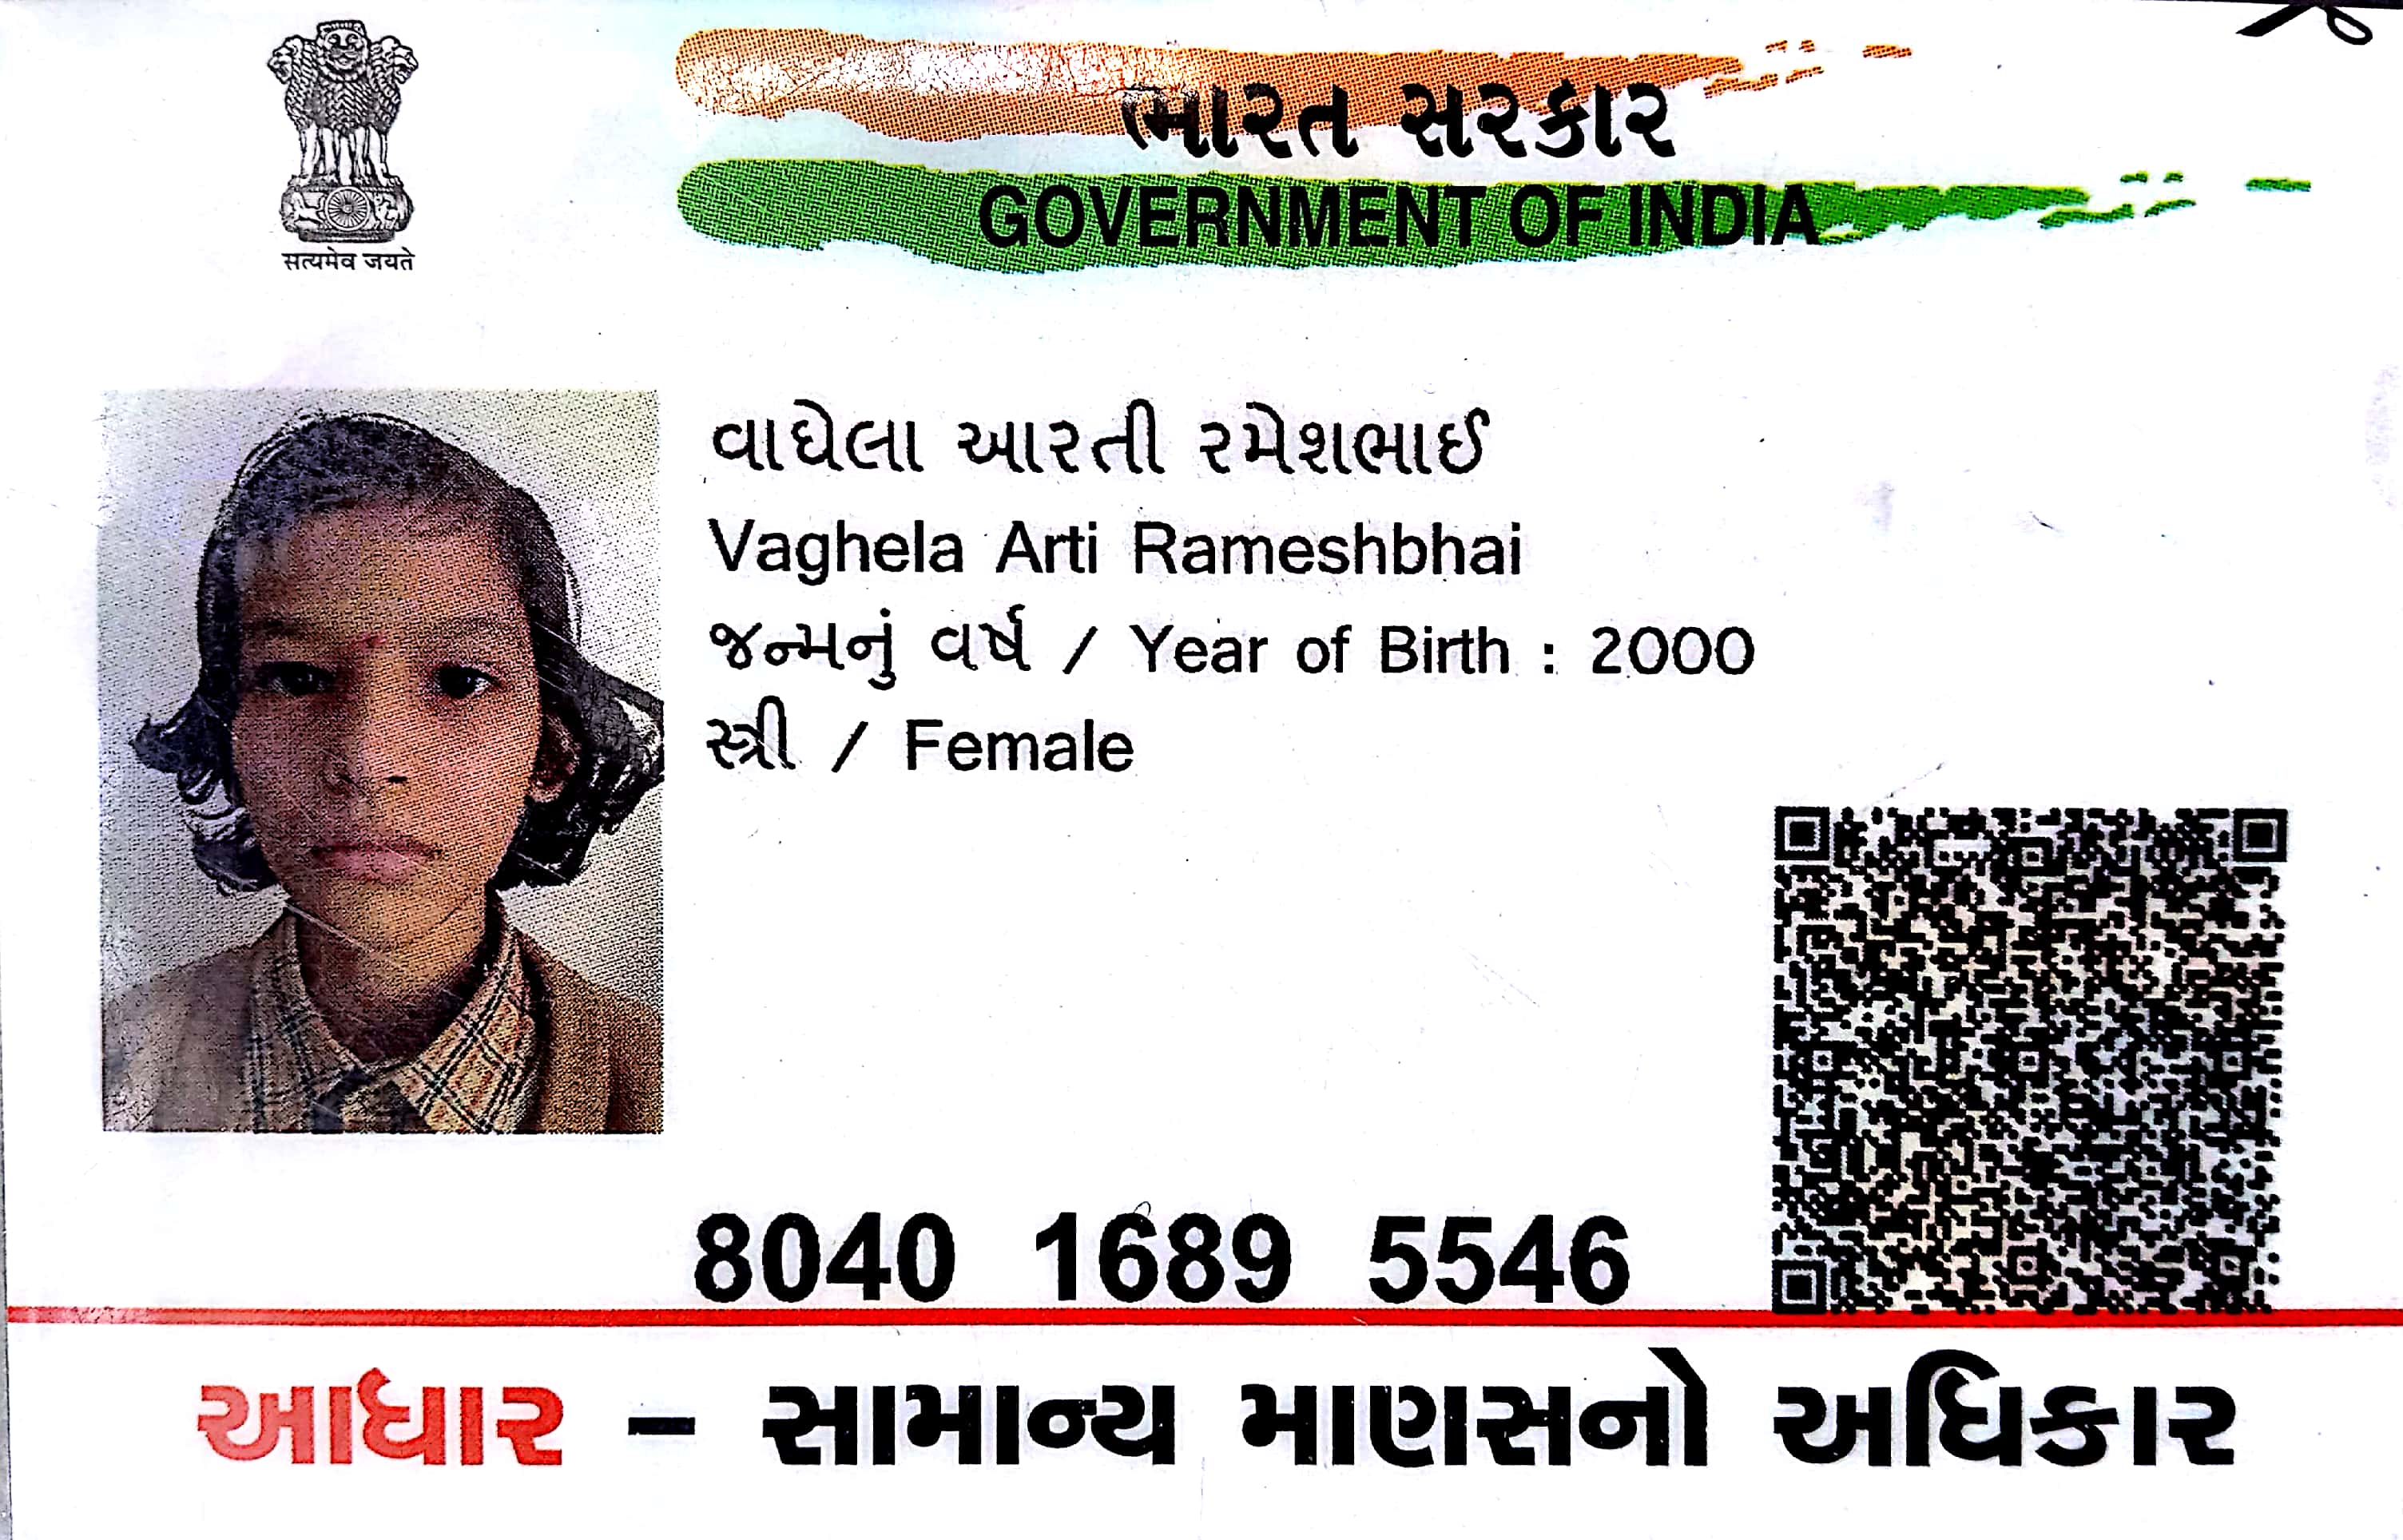 सत्यमेव जयते
ભારત સરકાર
GOVERNMENT OF INDIA
વાઘેલા આરતી રમેશભાઈ
Vaghela Arti Rameshbhai
જન્મનું વર્ષ / Year of Birth : 2000
સ્ત્રી / Female
8040 1689 5546
આધાર – સામાન્ય માણસનો અધિકાર